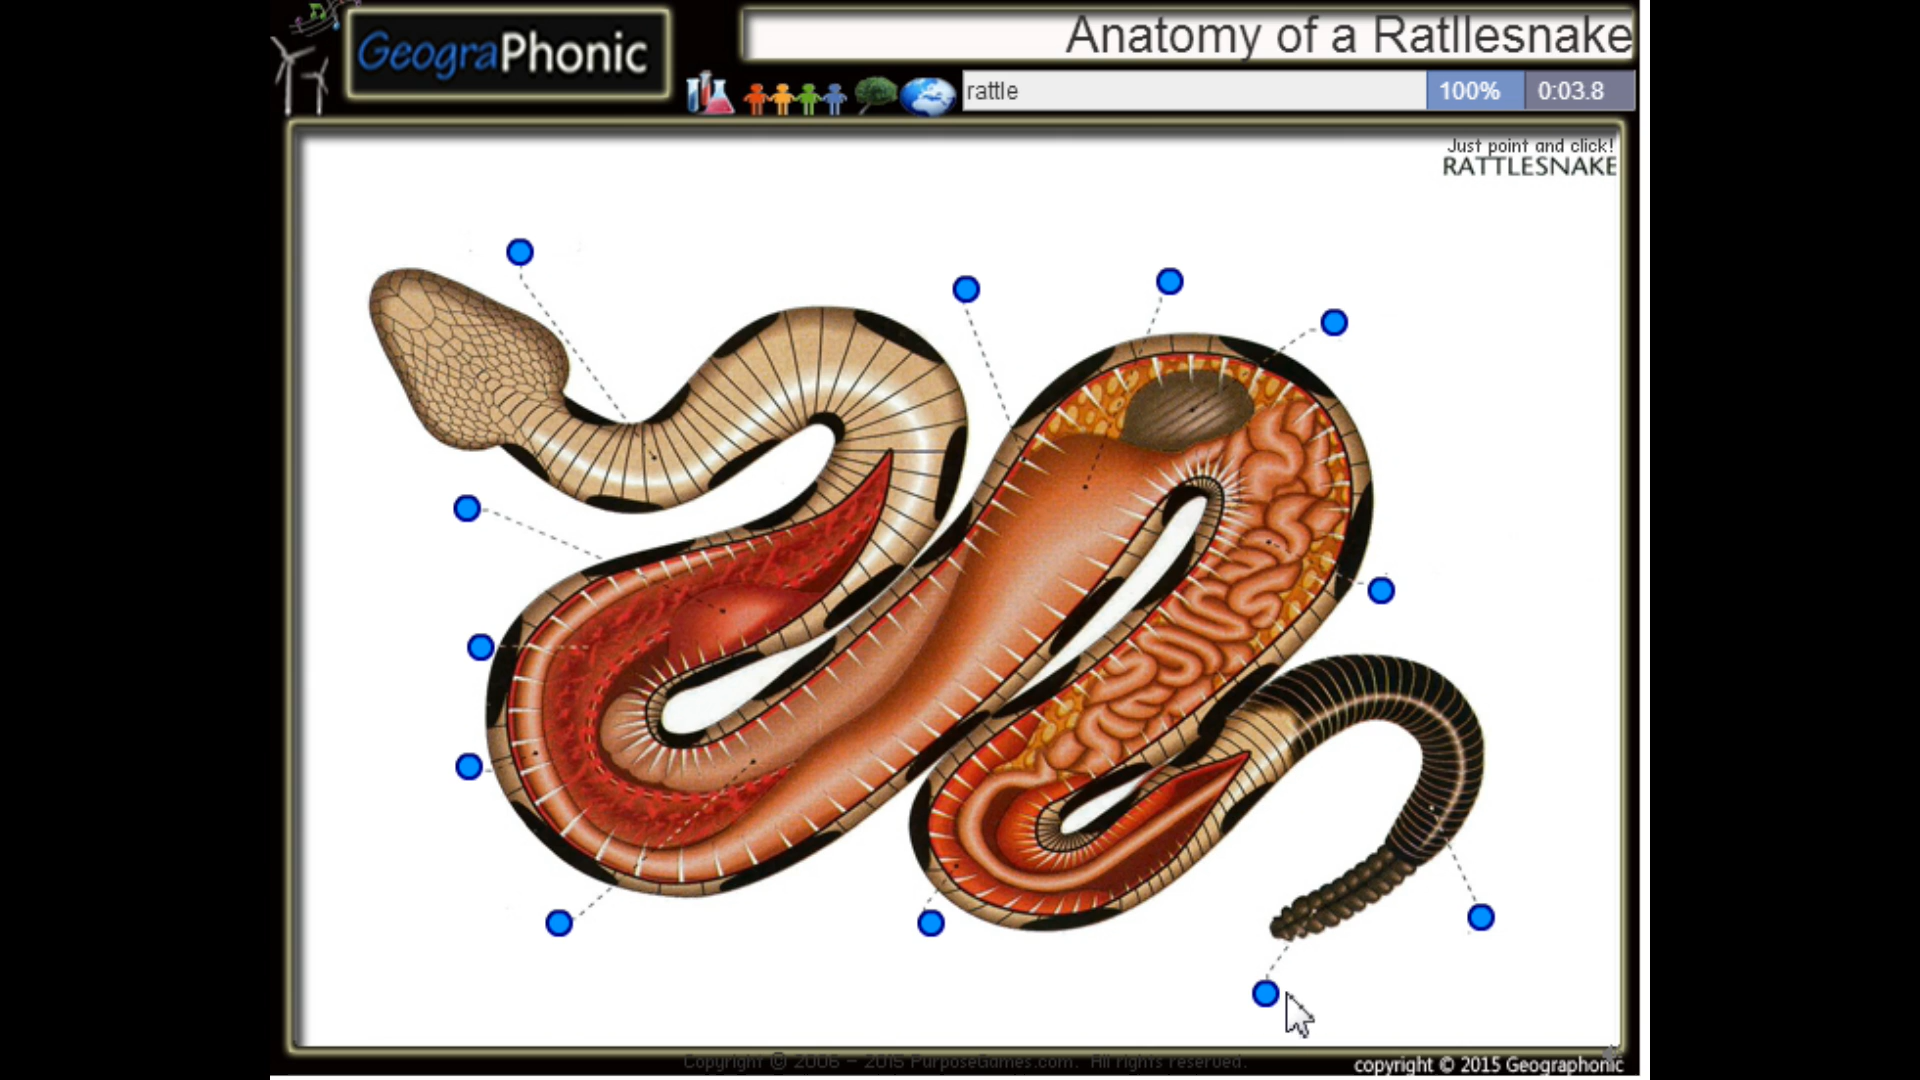 GeograPhonic
Anatomy of a Ratllesnake
rattle
100%
0:03.8
Just point and click!
RATTLESNAKE
Copyright © 2006 - 2015 PurposeGames.com. All rights reserved.
copyright © 2015 Geographonic